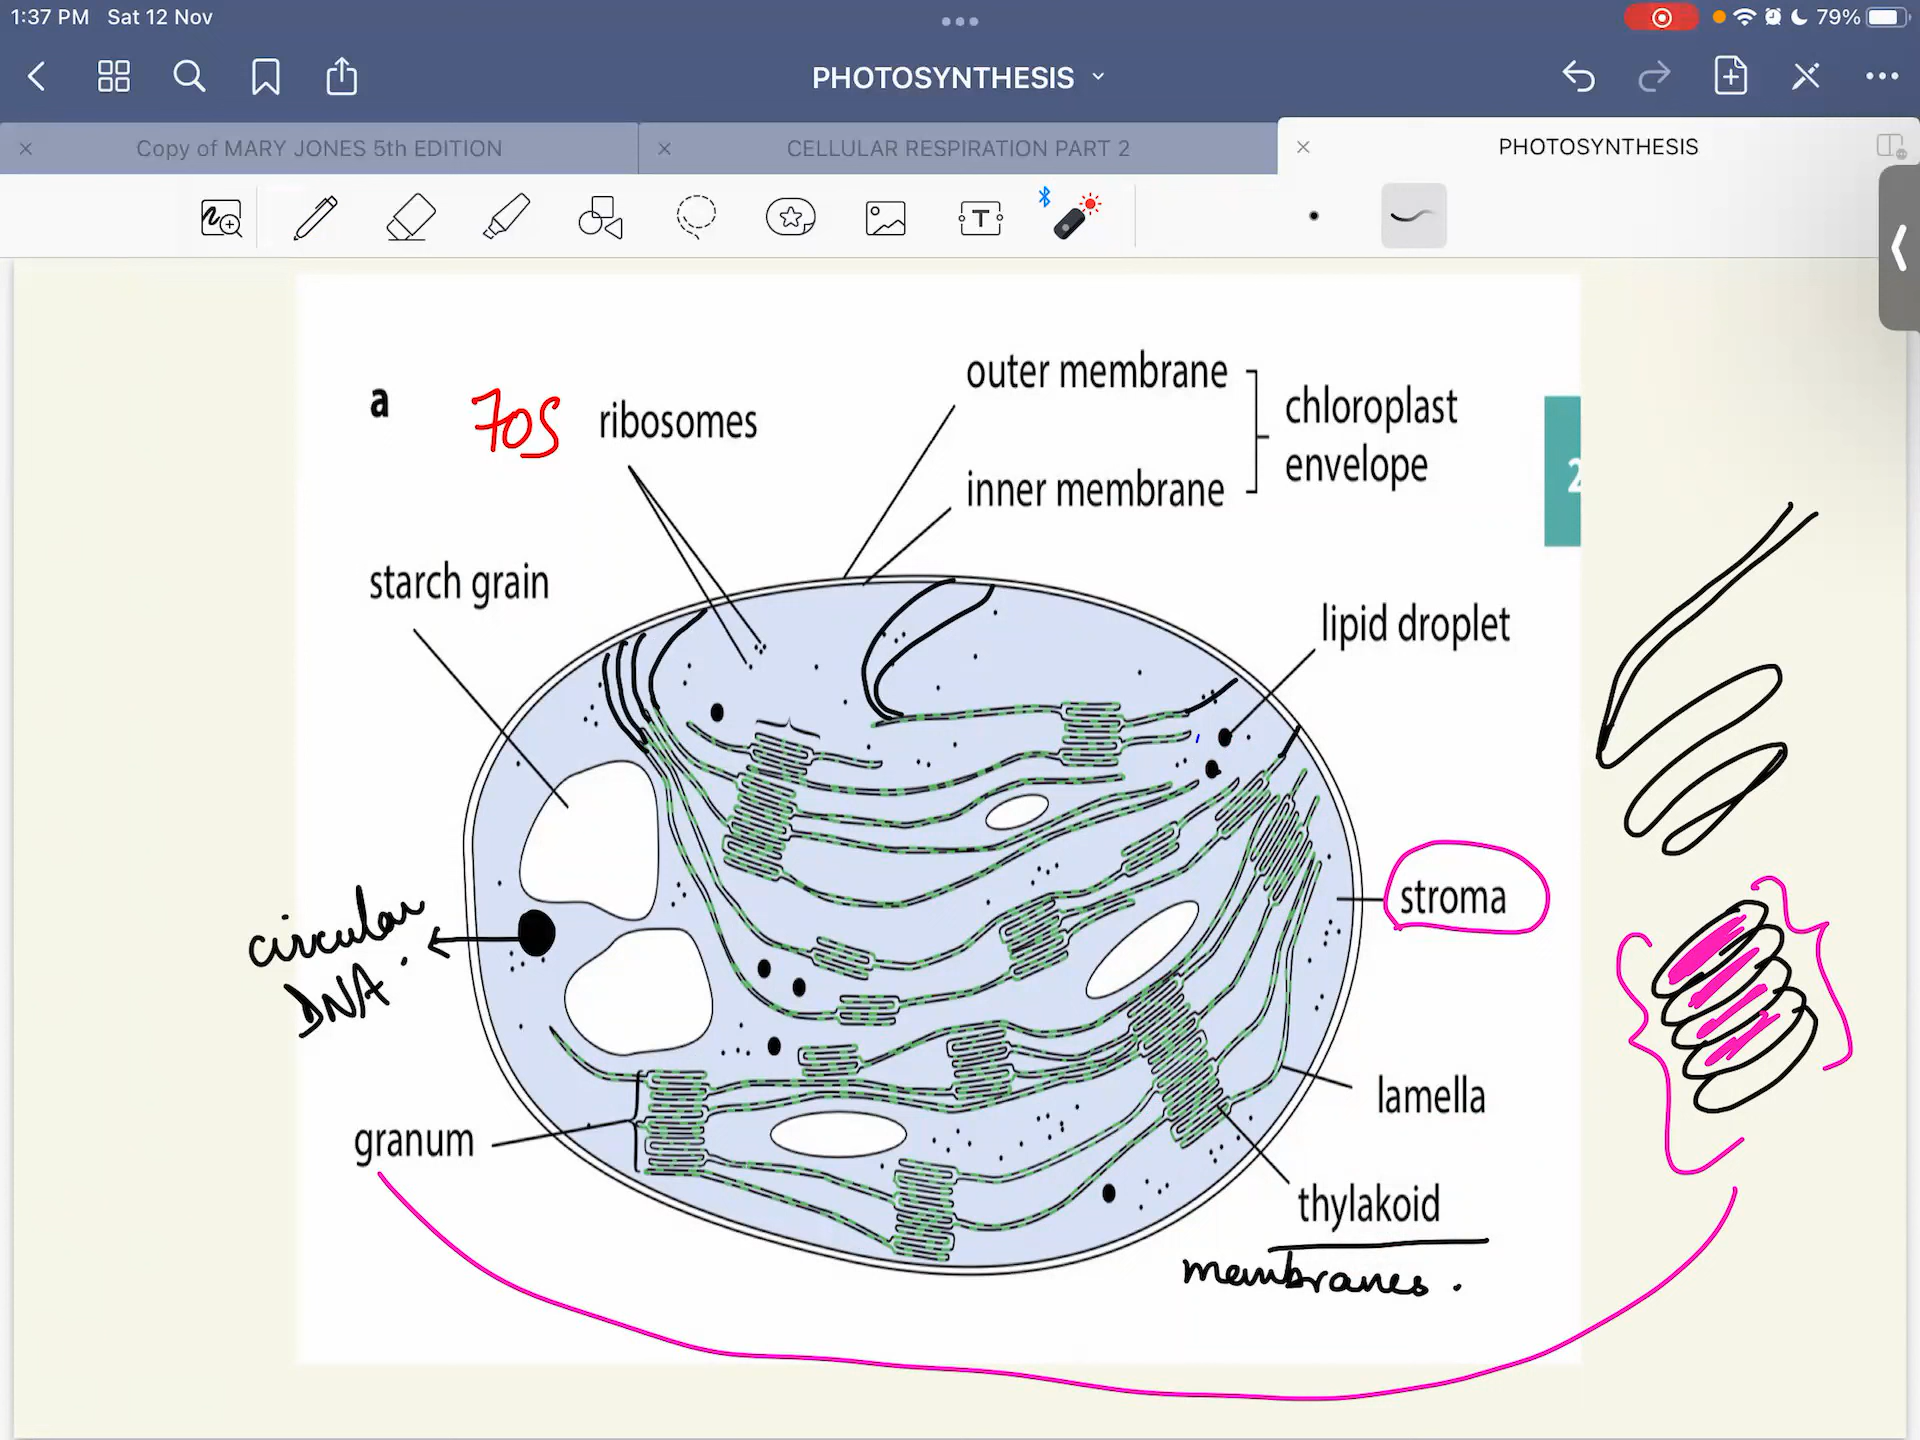 1:37 PM Sat 12 Nov
79%
PHOTOSYNTHESIS
Copy of MARY JONES 5th EDITION
CELLULAR RESPIRATION PART 2
PHOTOSYNTHESIS
T
a
70S ribosomes
outer membrane
inner membrane
chloroplast
envelope
2
starch grain
lipid droplet
stroma
circular
DNA.
lamella
granum
thylakoid
membranes.